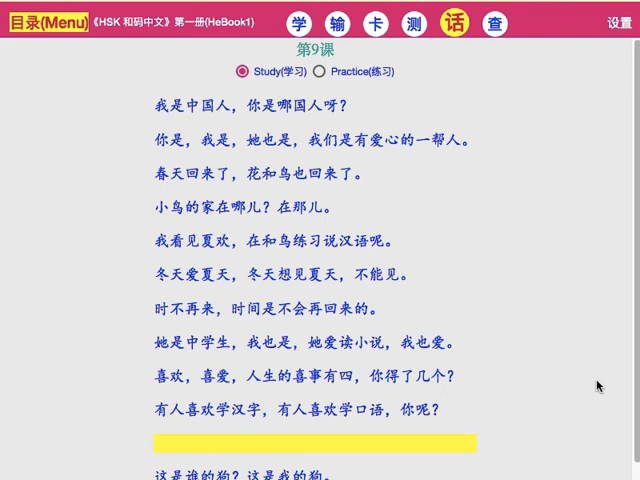 目录(Menu)《HSK 和码中文》第一册(HeBook1) 学 输 卡 测 话 查 设置
第9课
Study(学习) Practice(练习)
我是中国人，你是哪国人呀？
你是，我是，她也是，我们是有爱心的一帮人。
春天回来了，花和鸟也回来了。
小鸟的家在哪儿？在那儿。
我看见夏欢，在和鸟练习说汉语呢。
冬天爱夏天，冬天想见夏天，不能见。
时不再来，时间是不会再回来的。
她是中学生，我也是，她爱读小说，我也爱。
喜欢，喜爱，人生的喜事有四，你得了几个？
有人喜欢学汉字，有人喜欢学口语，你呢？
这是谁的狗？这是我的狗。